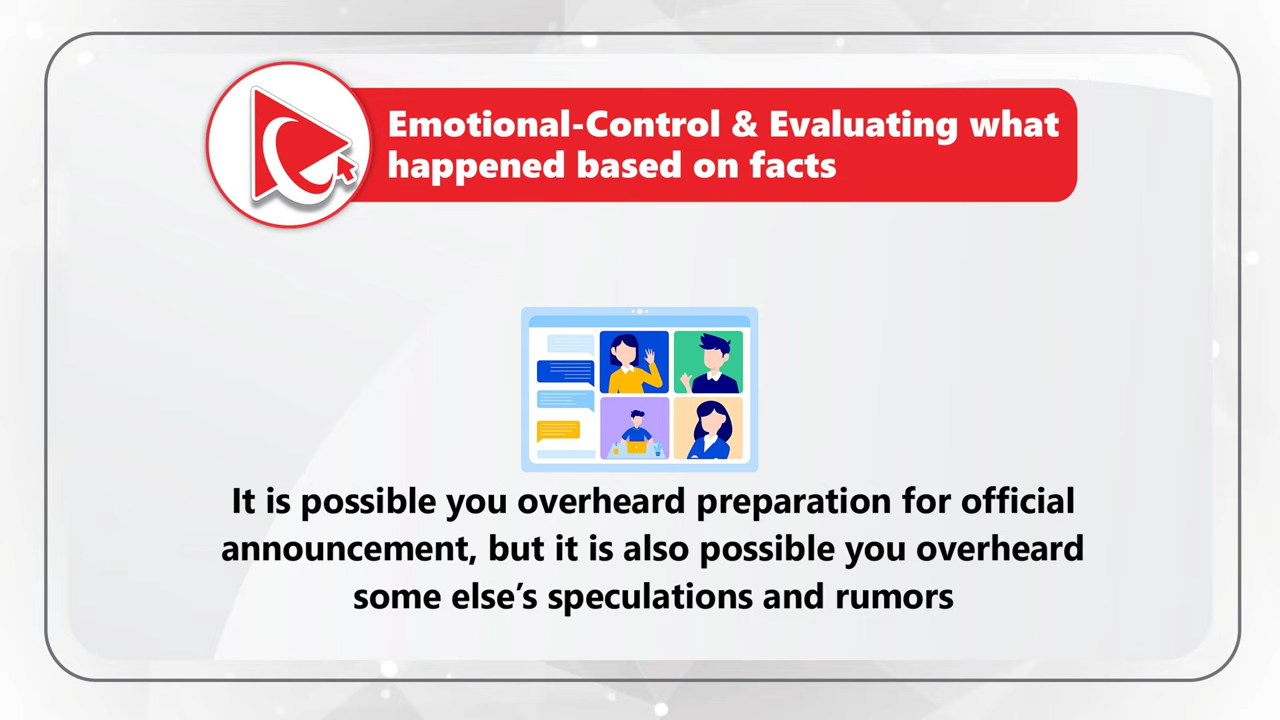 Emotional-Control & Evaluating what
happened based on facts
It is possible you overheard preparation for official
announcement, but it is also possible you overheard
some else’s speculations and rumors